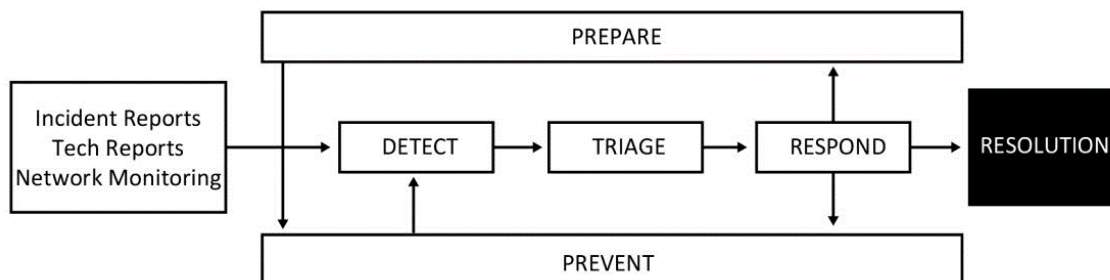 PREPARE
Incident Reports
Tech Reports
Network Monitoring
DETECT
TRIAGE
RESPOND
RESOLUTION
PREVENT